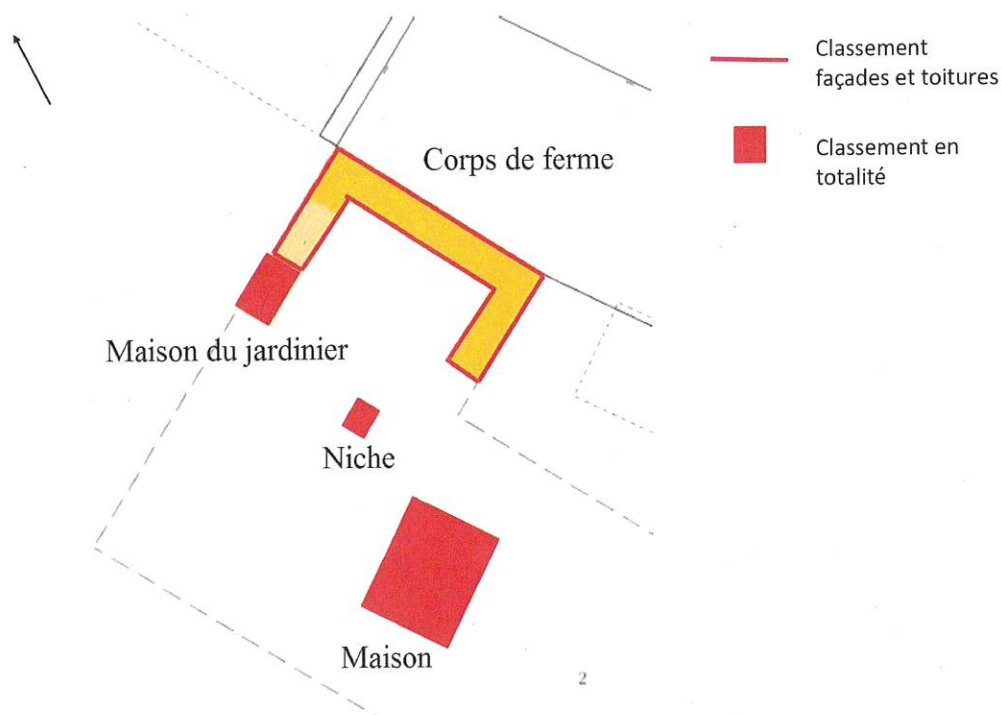 Classement
façades et toitures
Classement en
totalité
Corps de ferme
Maison du jardinier
Niche
Maison
2